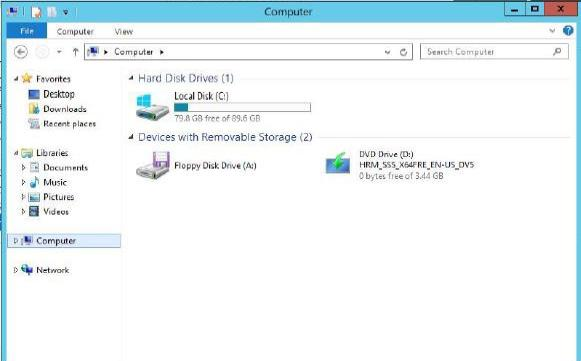 Computer
File
Computer
View
Computer
Search Computer
Favorites
Desktop
Downloads
Recent places
Libraries
Documents
Music
Pictures
Videos
Computer
Network
Hard Disk Drives (1)
Local Disk (C:)
79.8 GB free of 89.6 GB
Devices with Removable Storage (2)
Floppy Disk Drive (A:)
DVD Drive (D:)
HRM_SSS_X64FRE_EN-US_DV5
0 bytes free of 3.44 GB